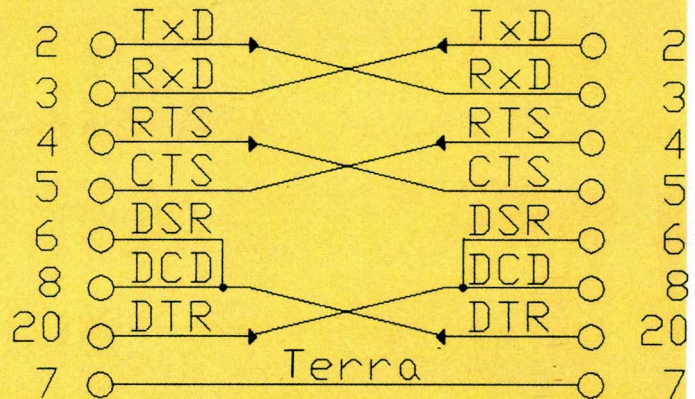 2 TxD TxD 2
3 RxD RxD 3
4 RTS RTS 4
5 CTS CTS 5
6 DSR DSR 6
8 DCD DCD 8
20 DTR DTR 20
7 Terra 7